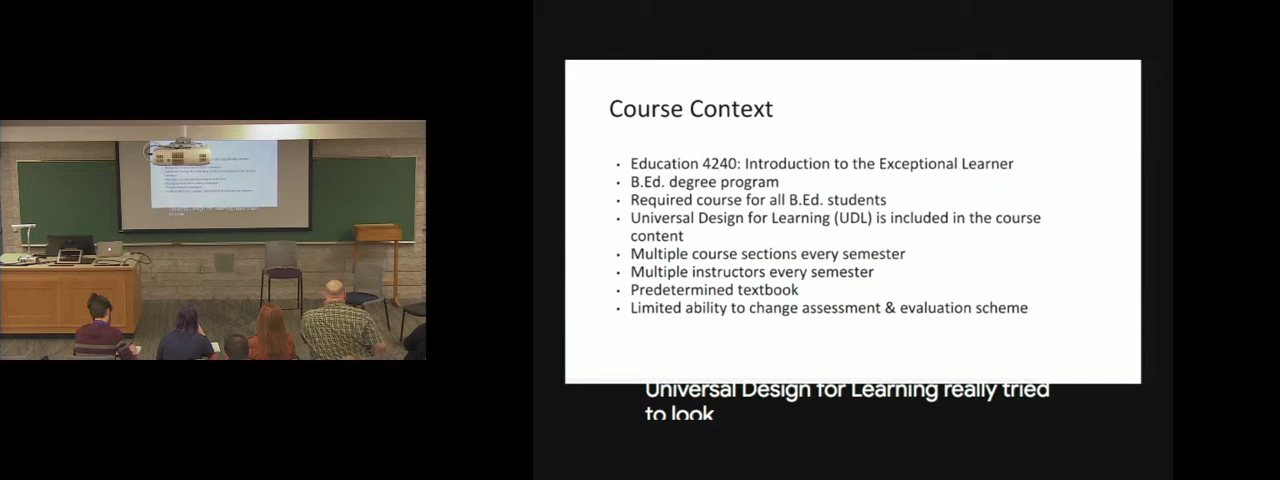 Course Context
• Education 4240: Introduction to the Exceptional Learner
• B.Ed. degree program
• Required course for all B.Ed. students
• Universal Design for Learning (UDL) is included in the course
content
• Multiple course sections every semester
• Multiple instructors every semester
• Predetermined textbook
• Limited ability to change assessment & evaluation scheme
Universal Design for Learning really tried
to look